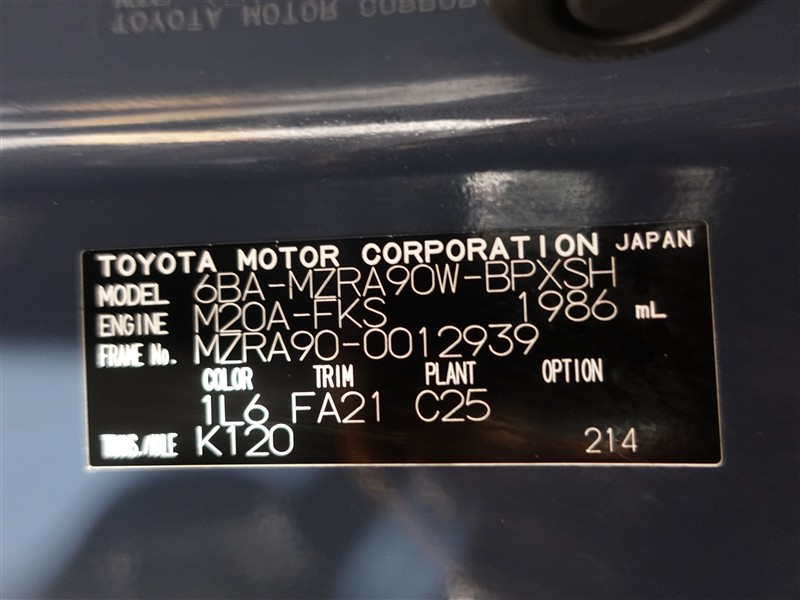 TOYOTA MOTOR CORPORATION JAPAN
MODEL 6BA-MZRA90W-BPXSH
ENGINE M20A-FKS 1986 mL
FRAME No. MZRA90-0012939
COLOR TRIM PLANT OPTION
1L6 FA21 C25
TRANS./AXLE K120 214